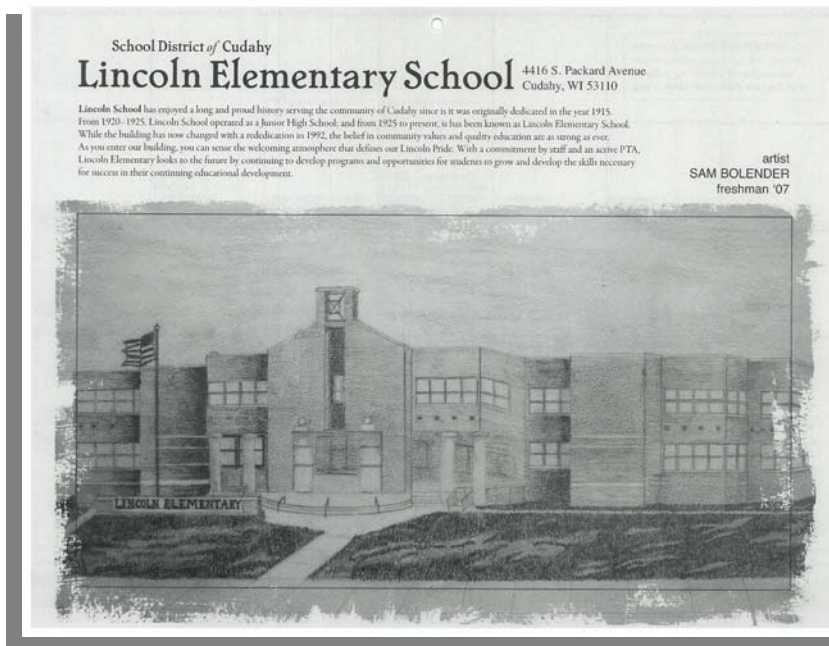 School District of Cudahy
Lincoln Elementary School
4416 S. Packard Avenue
Cudahy, WI 53110
Lincoln School has enjoyed a long and proud history serving the community of Cudahy since is it was originally dedicated in the year 1915.
From 1920–1925, Lincoln School operated as a Junior High School; and from 1925 to present, is has been known as Lincoln Elementary School.
While the building has now changed with a rededication in 1992, the belief in community values and quality education are as strong as ever.
As you enter our building, you can sense the welcoming atmosphere that defines our Lincoln Pride. With a commitment by staff and an active PTA,
Lincoln Elementary looks to the future by continuing to develop programs and opportunities for students to grow and develop the skills necessary
for success in their continuing educational development.
artist
SAM BOLENDER
freshman '07
LINCOLN ELEMENTARY